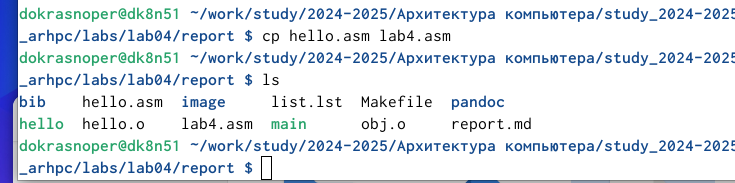 dokrasnoper@dk8n51 ~/work/study/2024-2025/Архитектура компьютера/study_2024-2025
_arhpc/labs/lab04/report $ cp hello.asm lab4.asm
dokrasnoper@dk8n51 ~/work/study/2024-2025/Архитектура компьютера/study_2024-2025
_arhpc/labs/lab04/report $ ls
bib hello.asm image list.lst Makefile pandoc
hello hello.o lab4.asm main obj.o report.md
dokrasnoper@dk8n51 ~/work/study/2024-2025/Архитектура компьютера/study_2024-2025
_arhpc/labs/lab04/report $